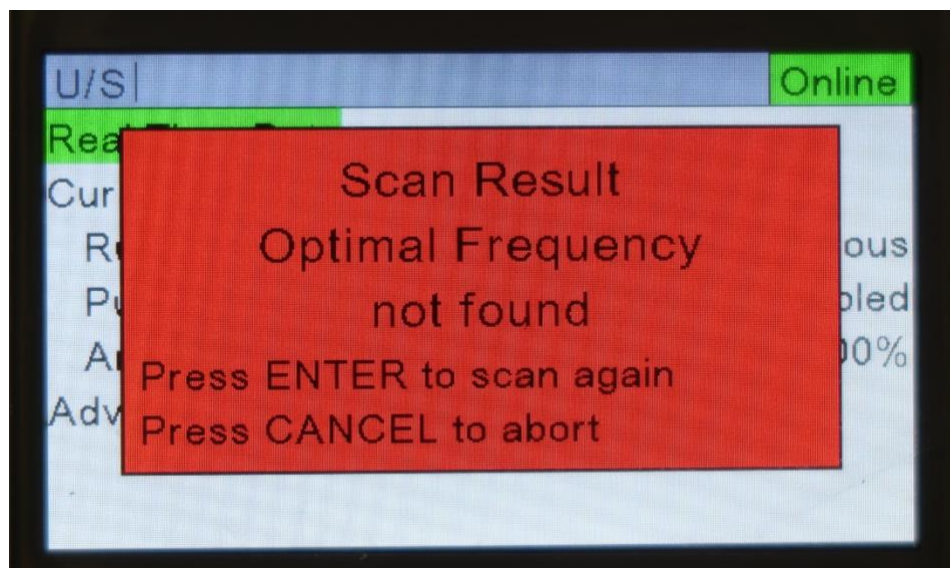 U/S
Online
Scan Result
Optimal Frequency
not found
Press ENTER to scan again
Press CANCEL to abort